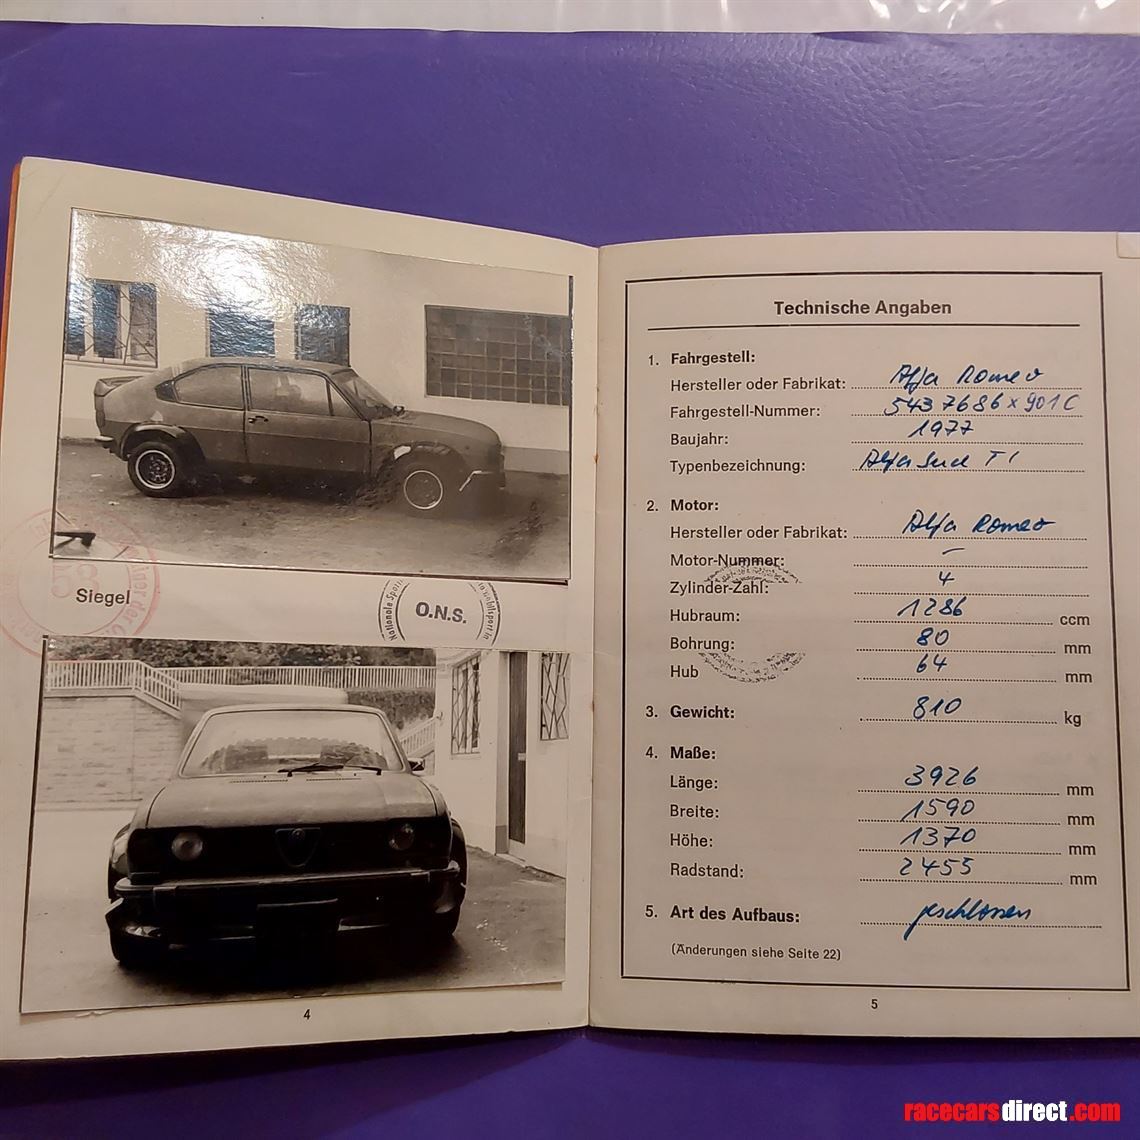 Siegel
O.N.S.
4
Technische Angaben
1. Fahrgestell:
Hersteller oder Fabrikat: Alfa Romeo
Fahrgestell-Nummer: 5437686 x 901 C
Baujahr: 1977
Typenbezeichnung: Alfa Sud TI
2. Motor:
Hersteller oder Fabrikat: Alfa Romeo
Motor-Nummer: –
Zylinder-Zahl: 4
Hubraum: 1286 ccm
Bohrung: 80 mm
Hub 64 mm
3. Gewicht: 810 kg
4. Maße:
Länge: 3926 mm
Breite: 1590 mm
Höhe: 1370 mm
Radstand: 2455 mm
5. Art des Aufbaus: geschlossen
(Änderungen siehe Seite 22)
5
racecarsdirect.com